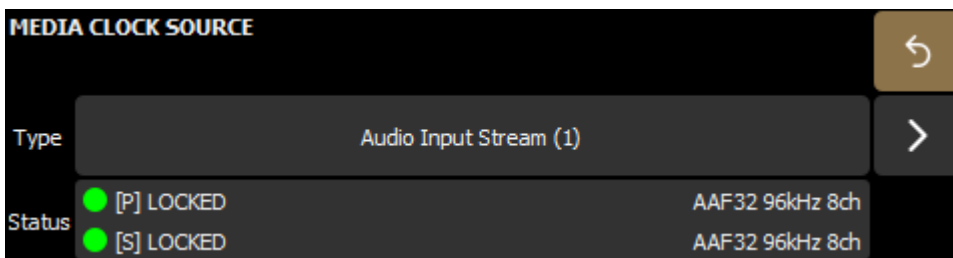 MEDIA CLOCK SOURCE
Type Audio Input Stream (1)
Status
[P] LOCKED AAF32 96kHz 8ch
[S] LOCKED AAF32 96kHz 8ch